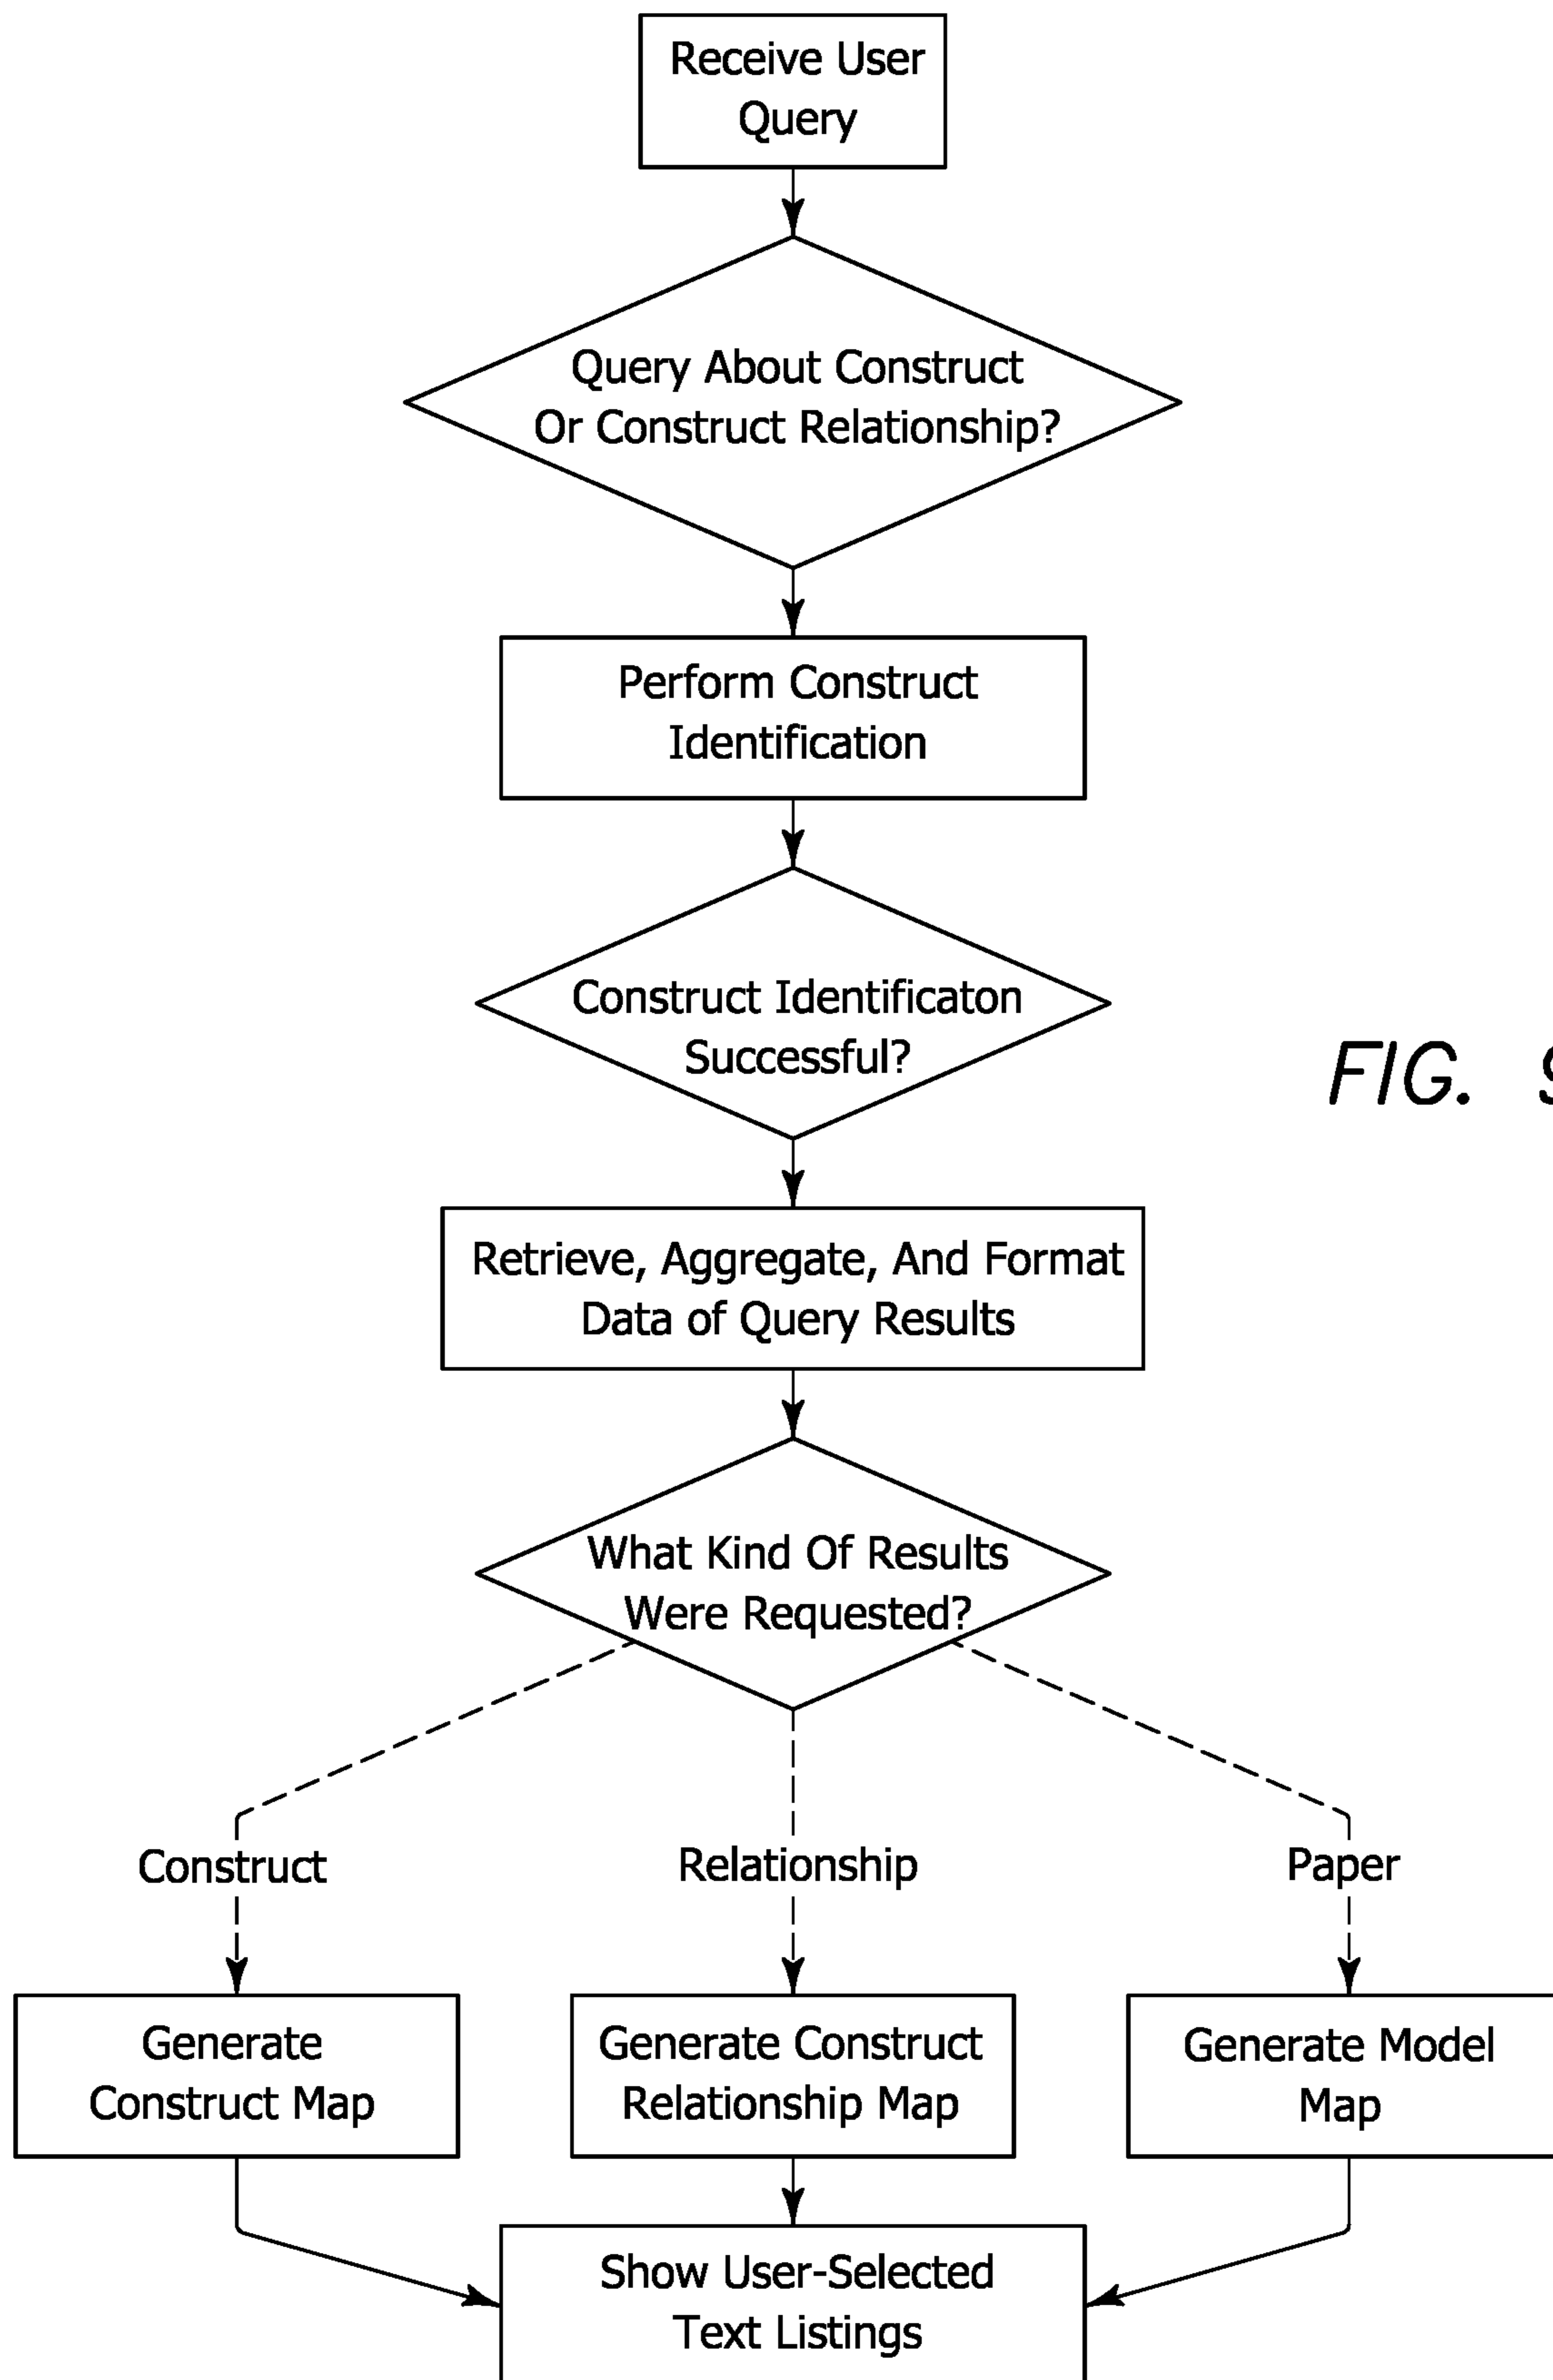 Receive User
Query
Query About Construct
Or Construct Relationship?
Perform Construct
Identification
Construct Identificaton
Successful?
FIG.
Retrieve, Aggregate, And Format
Data of Query Results
What Kind Of Results
Were Requested?
Construct
Relationship
Paper
Generate
Construct Map
Generate Construct
Relationship Map
Generate Model
Map
Show User-Selected
Text Listings